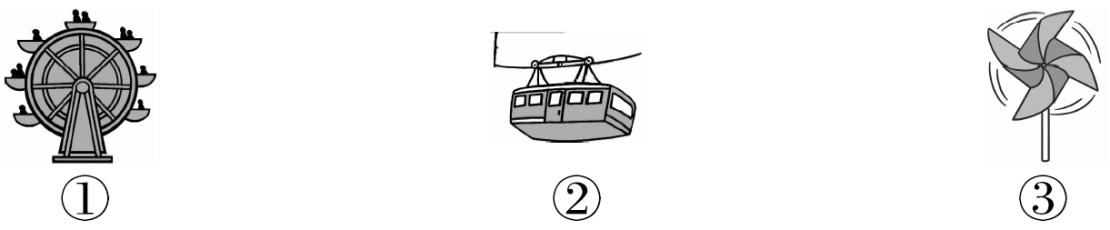 ① ② ③